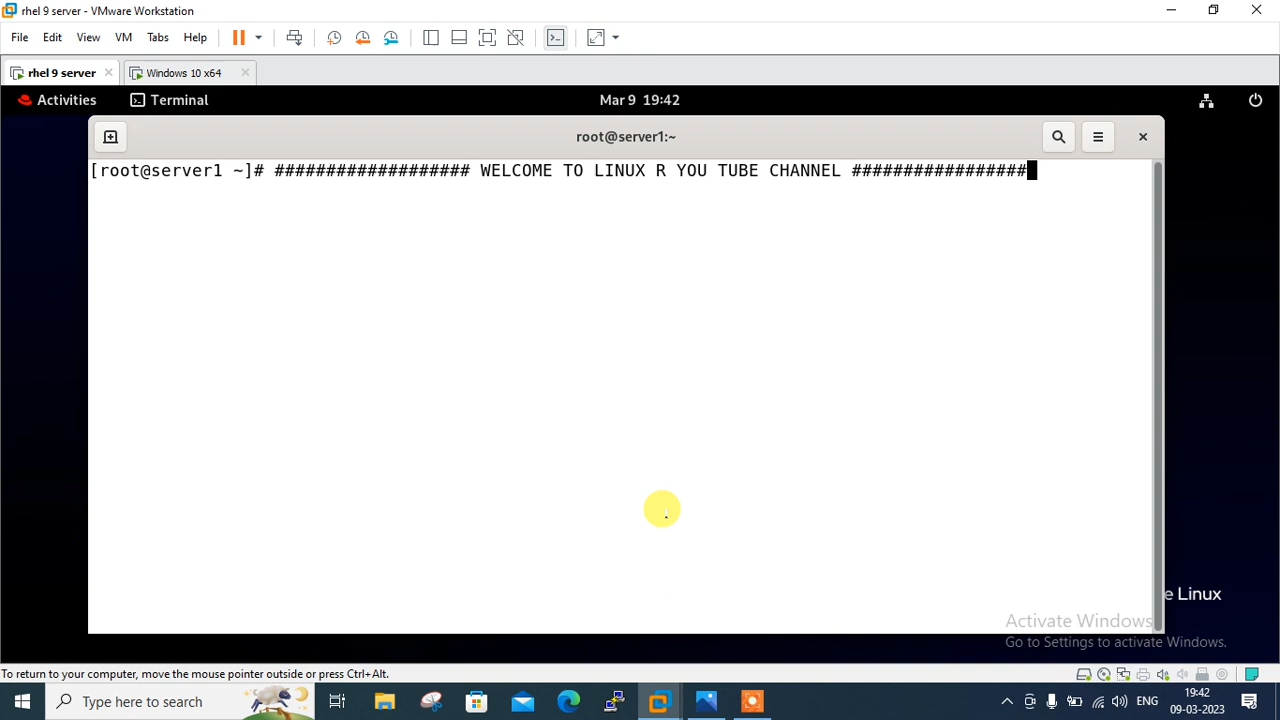 rhel 9 server - VMware Workstation
File Edit View VM Tabs Help
rhel 9 server Windows 10 x64
Activities Terminal Mar 9 19:42
root@server1:~
[root@server1 ~]# ################### WELCOME TO LINUX R YOU TUBE CHANNEL #################
e Linux
Activate Windows
Go to Settings to activate Windows.
To return to your computer, move the mouse pointer outside or press Ctrl+Alt.
Type here to search
ENG
19:42
09-03-2023